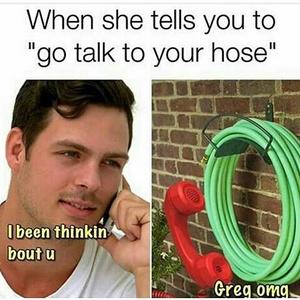 When she tells you to
"go talk to your hose"
I been thinkin
bout u
Greg omg